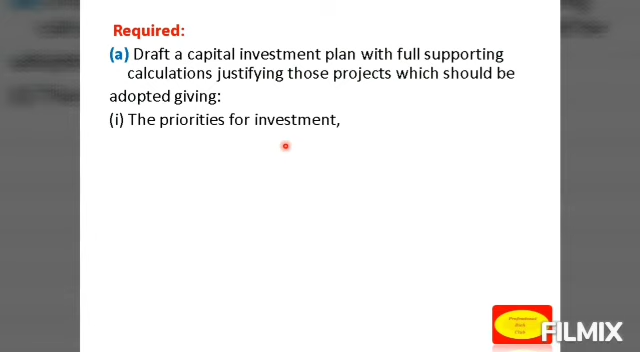 Required:
(a) Draft a capital investment plan with full supporting
calculations justifying those projects which should be
adopted giving:
(i) The priorities for investment,
FILMIX